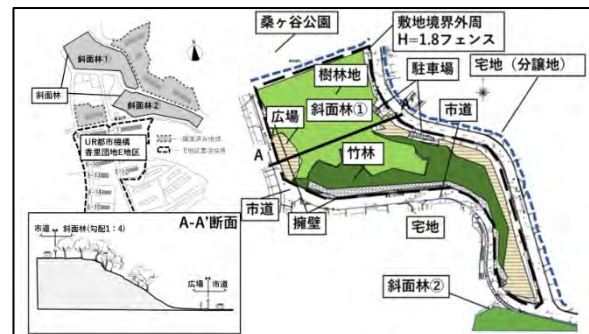 斜面林①
斜面林
斜面林②
UR都市機構
香里団地E地区
桑ヶ谷公園
敷地境界外周
H=1.8フェンス
樹林地
駐車場
宅地（分譲地）
広場
斜面林①
A'
市道
A
竹林
市道
擁壁
宅地
斜面林②
A-A'断面
市道
斜面林(勾配1：4)
広場
市道